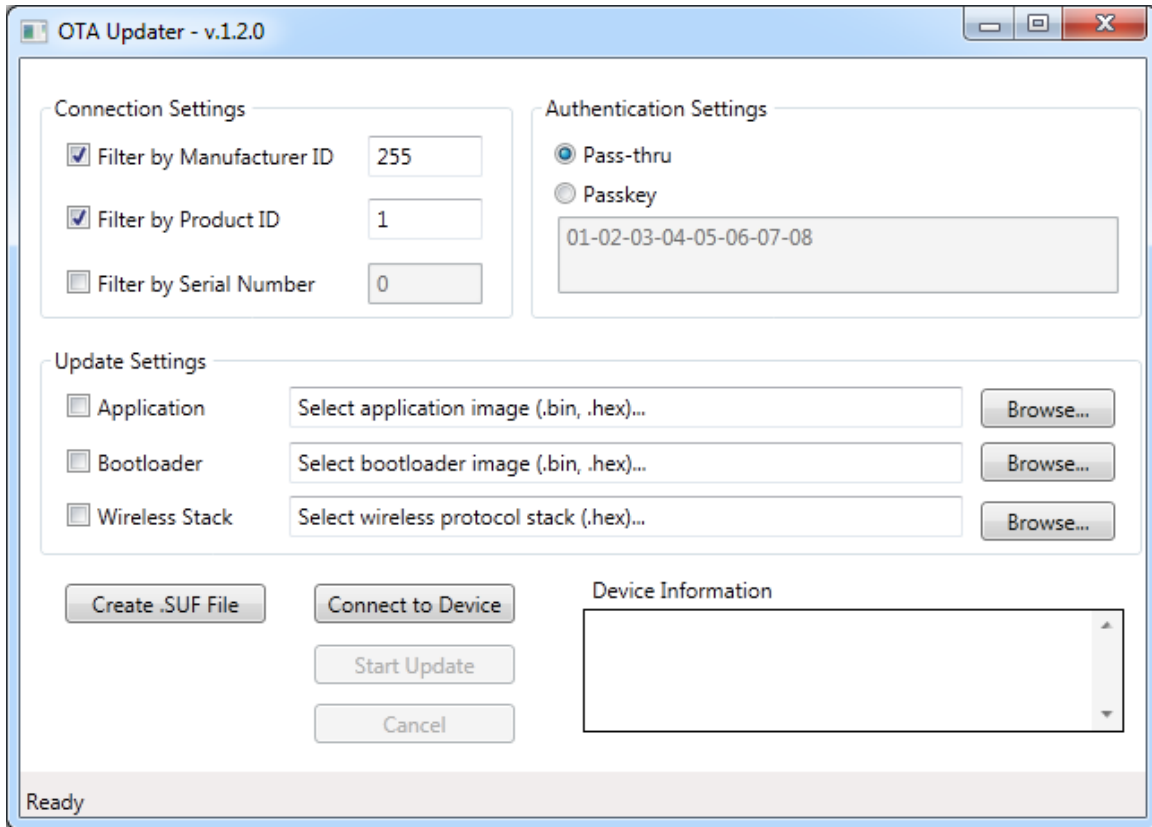 OTA Updater - v.1.2.0
Connection Settings
Filter by Manufacturer ID 255
Filter by Product ID 1
Filter by Serial Number 0
Authentication Settings
Pass-thru
Passkey
01-02-03-04-05-06-07-08
Update Settings
Application Select application image (.bin, .hex)... Browse...
Bootloader Select bootloader image (.bin, .hex)... Browse...
Wireless Stack Select wireless protocol stack (.hex)... Browse...
Create .SUF File
Connect to Device
Start Update
Cancel
Device Information
Ready